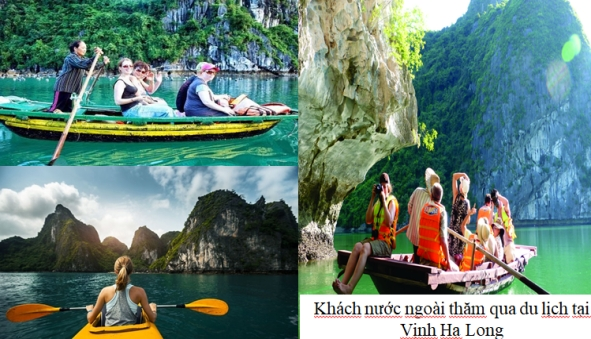 Khách nước ngoài thăm qua du lịch tại
Vịnh Hạ Long